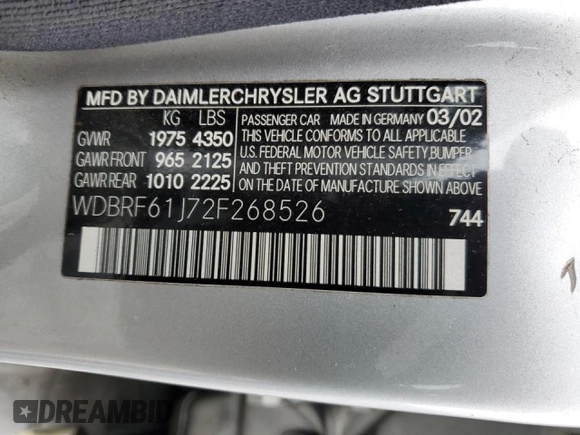 MFD BY DAIMLERCHRYSLER AG STUTTGART
KG LBS
GVWR 1975 4350
GAWR FRONT 965 2125
GAWR REAR 1010 2225
PASSENGER CAR MADE IN GERMANY 03/02
THIS VEHICLE CONFORMS TO ALL APPLICABLE
U.S. FEDERAL MOTOR VEHICLE SAFETY, BUMPER
AND THEFT PREVENTION STANDARDS IN EFFECT
ON THE DATE OF MANUFACTURE SHOWN ABOVE.
WDBRF61J72F268526
744
DREAMBID